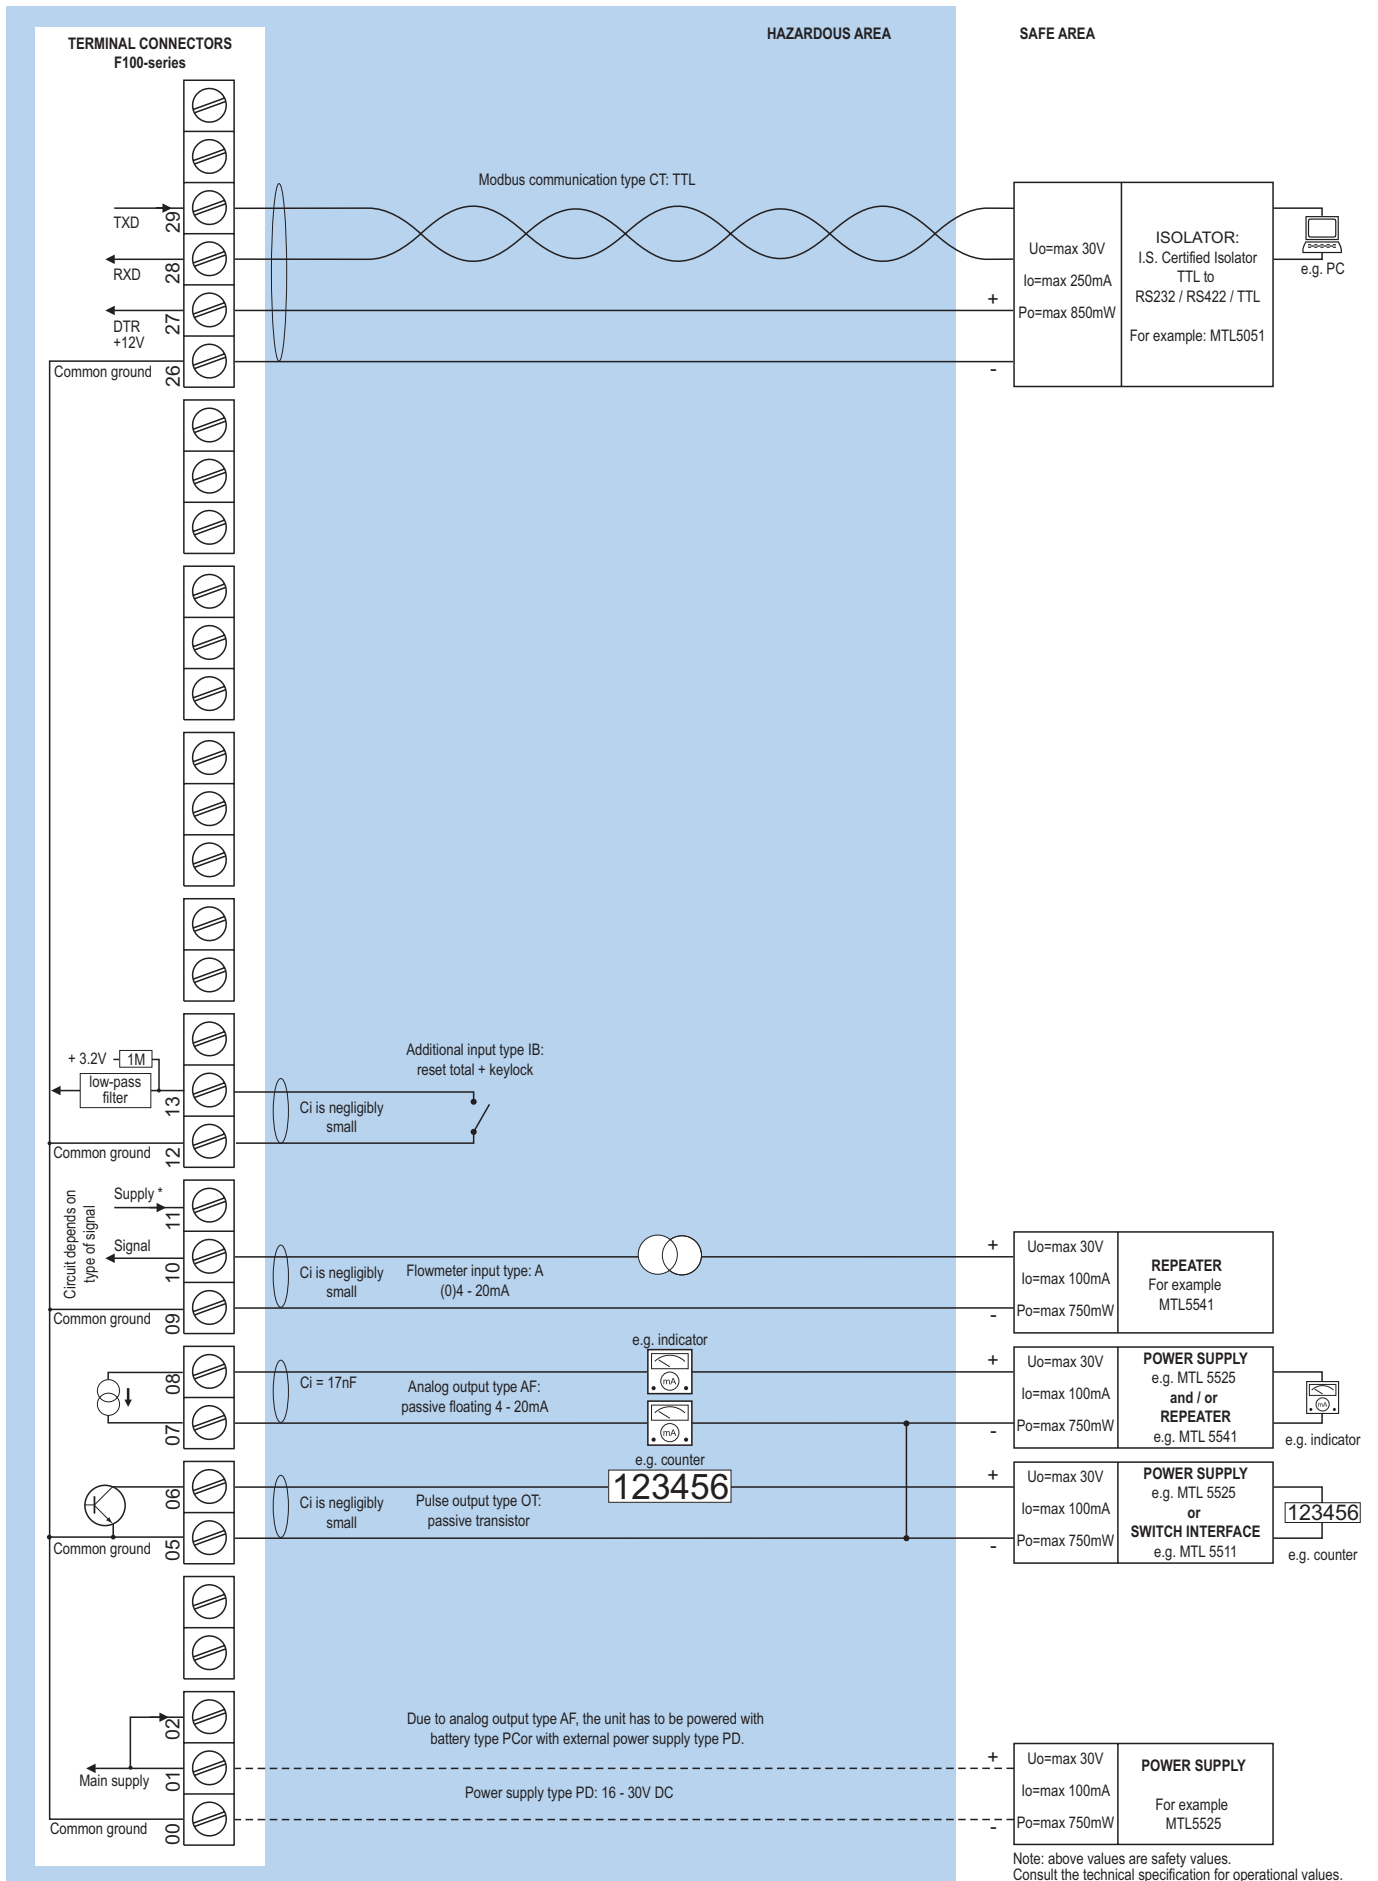 HAZARDOUS AREA
SAFE AREA
TERMINAL CONNECTORS
F100-series
Modbus communication type CT: TTL
TXD
29
RXD
28
DTR
+12V
27
Common ground
26
Uo=max 30V
Io=max 250mA
+
Po=max 850mW
-
ISOLATOR:
I.S. Certified Isolator
TTL to
RS232 / RS422 / TTL
For example: MTL5051
e.g. PC
+ 3.2V
1M
low-pass
filter
13
Common ground
12
Additional input type IB:
reset total + keylock
Ci is negligibly
small
Circuit depends on
type of signal
Supply *
11
Signal
10
Common ground
09
Ci is negligibly
small
Flowmeter input type: A
(0)4 - 20mA
+
-
Uo=max 30V
Io=max 100mA
Po=max 750mW
REPEATER
For example
MTL5541
08
07
Ci = 17nF
Analog output type AF:
passive floating 4 - 20mA
e.g. indicator
mA
mA
+
-
Uo=max 30V
Io=max 100mA
Po=max 750mW
POWER SUPPLY
e.g. MTL 5525
and / or
REPEATER
e.g. MTL 5541
mA
e.g. indicator
06
Common ground
05
Ci is negligibly
small
Pulse output type OT:
passive transistor
e.g. counter
123456
+
-
Uo=max 30V
Io=max 100mA
Po=max 750mW
POWER SUPPLY
e.g. MTL 5525
or
SWITCH INTERFACE
e.g. MTL 5511
123456
e.g. counter
02
Main supply
01
Common ground
00
Due to analog output type AF, the unit has to be powered with
battery type PCor with external power supply type PD.
Power supply type PD: 16 - 30V DC
+
-
Uo=max 30V
Io=max 100mA
Po=max 750mW
POWER SUPPLY
For example
MTL5525
Note: above values are safety values.
Consult the technical specification for operational values.